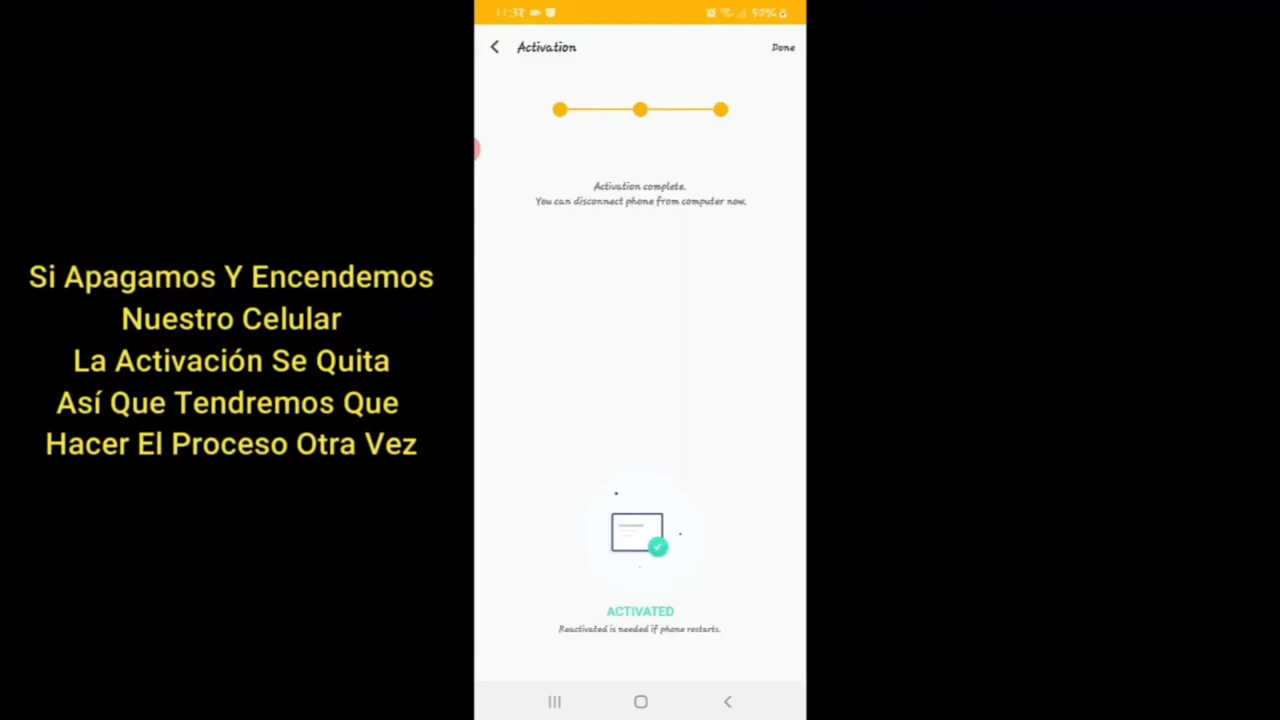 50%
Activation
Done
Activation complete.
You can disconnect phone from computer now.
Si Apagamos Y Encendemos
Nuestro Celular
La Activación Se Quita
Así Que Tendremos Que
Hacer El Proceso Otra Vez
ACTIVATED
Reactivated is needed if phone restarts.